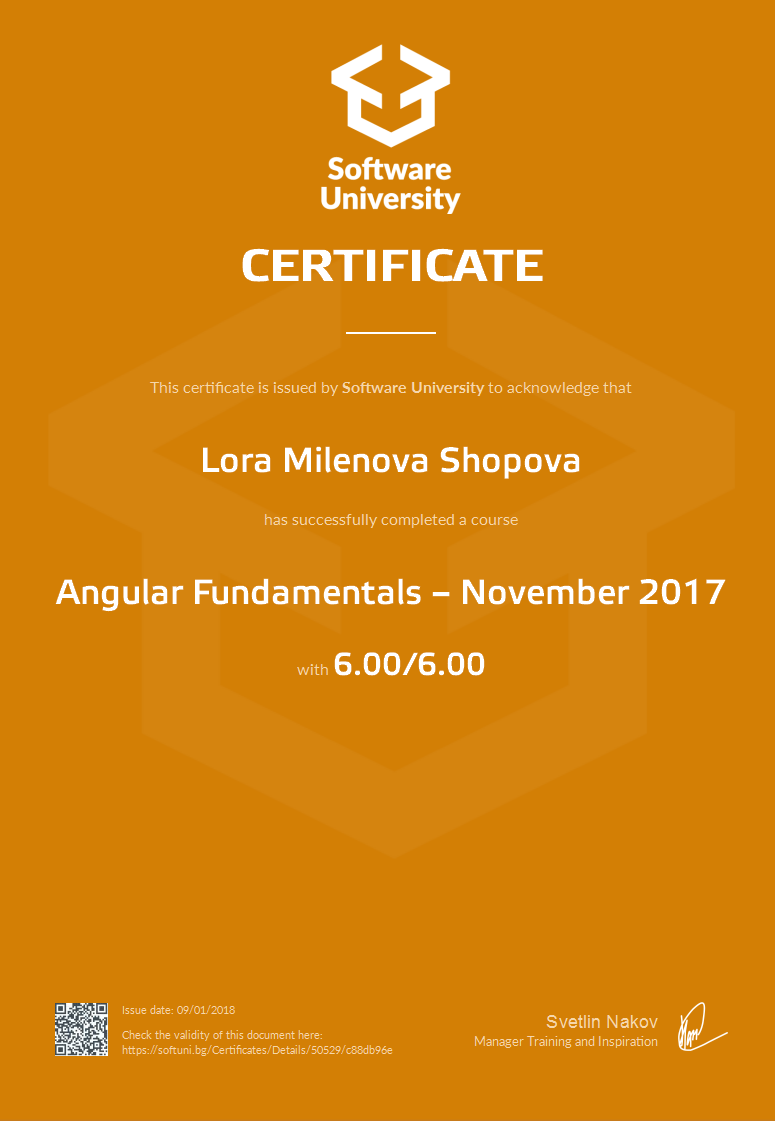 Software
University
CERTIFICATE
This certificate is issued by Software University to acknowledge that
Lora Milenova Shopova
has successfully completed a course
Angular Fundamentals – November 2017
with 6.00/6.00
Issue date: 09/01/2018
Check the validity of this document here:
https://softuni.bg/Certificates/Details/50529/c88db96e
Svetlin Nakov
Manager Training and Inspiration